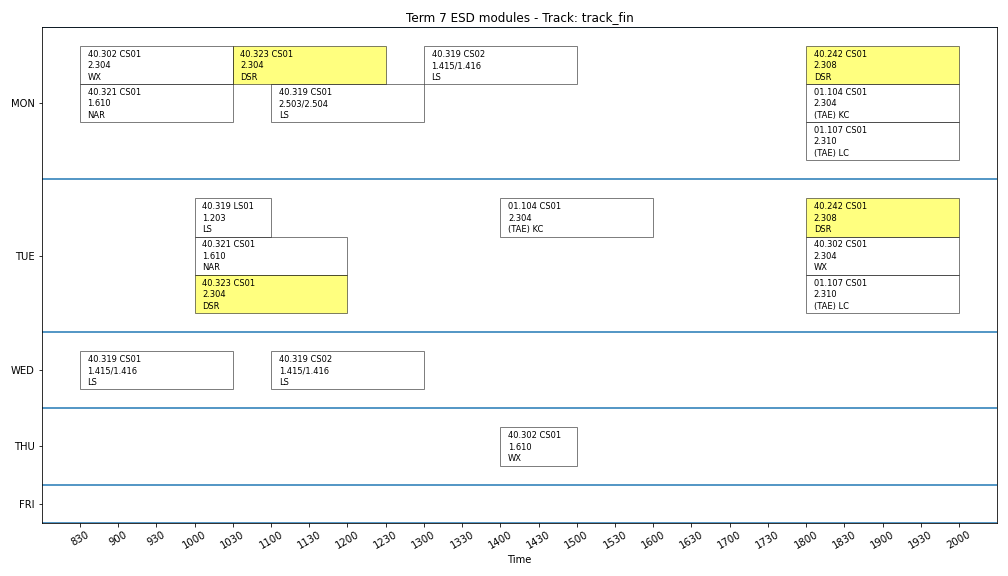 Term 7 ESD modules - Track: track_fin
MON
40.302 CS01
2.304
WX
40.323 CS01
2.304
DSR
40.319 CS02
1.415/1.416
LS
40.242 CS01
2.308
DSR
40.321 CS01
1.610
NAR
40.319 CS01
2.503/2.504
LS
01.104 CS01
2.304
(TAE) KC
01.107 CS01
2.310
(TAE) LC
TUE
40.319 LS01
1.203
LS
01.104 CS01
2.304
(TAE) KC
40.242 CS01
2.308
DSR
40.321 CS01
1.610
NAR
40.302 CS01
2.304
WX
40.323 CS01
2.304
DSR
01.107 CS01
2.310
(TAE) LC
WED
40.319 CS01
1.415/1.416
LS
40.319 CS02
1.415/1.416
LS
THU
40.302 CS01
1.610
WX
FRI
830 900 930 1000 1030 1100 1130 1200 1230 1300 1330 1400 1430 1500 1530 1600 1630 1700 1730 1800 1830 1900 1930 2000
Time